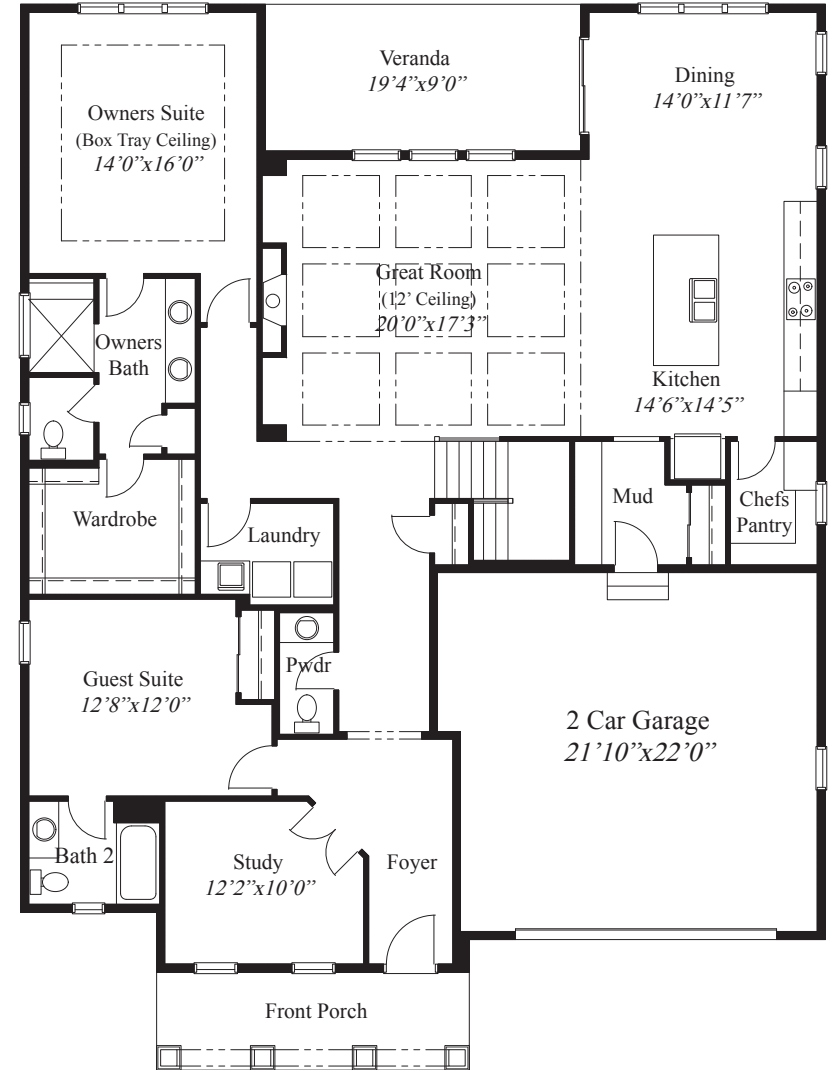 Veranda
19’4”x9’0”
Dining
14’0”x11’7”
Owners Suite
(Box Tray Ceiling)
14’0”x16’0”
Great Room
(12’ Ceiling)
20’0”x17’3”
Owners
Bath
Kitchen
14’6”x14’5”
Wardrobe
Laundry
Mud
Chefs
Pantry
Guest Suite
12’8”x12’0”
Pwdr
2 Car Garage
21’10”x22’0”
Bath 2
Study
12’2”x10’0”
Foyer
Front Porch